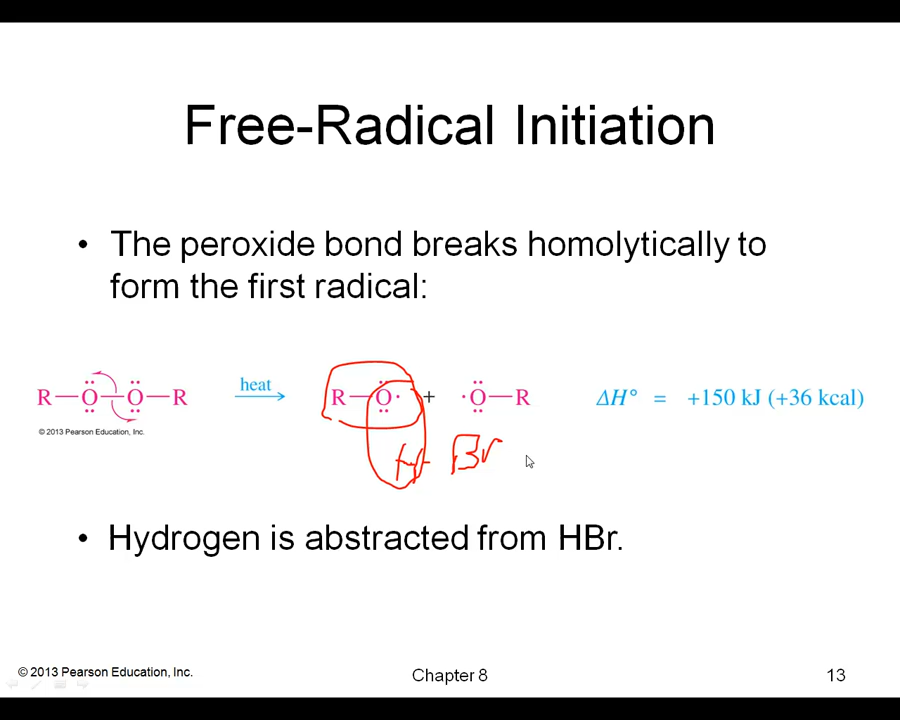 Free-Radical Initiation
• The peroxide bond breaks homolytically to
form the first radical:
R—Ö—Ö—R heat R—Ö· + ·Ö—R ΔH° = +150 kJ (+36 kcal)
© 2013 Pearson Education, Inc.
H Br
• Hydrogen is abstracted from HBr.
© 2013 Pearson Education, Inc. Chapter 8 13